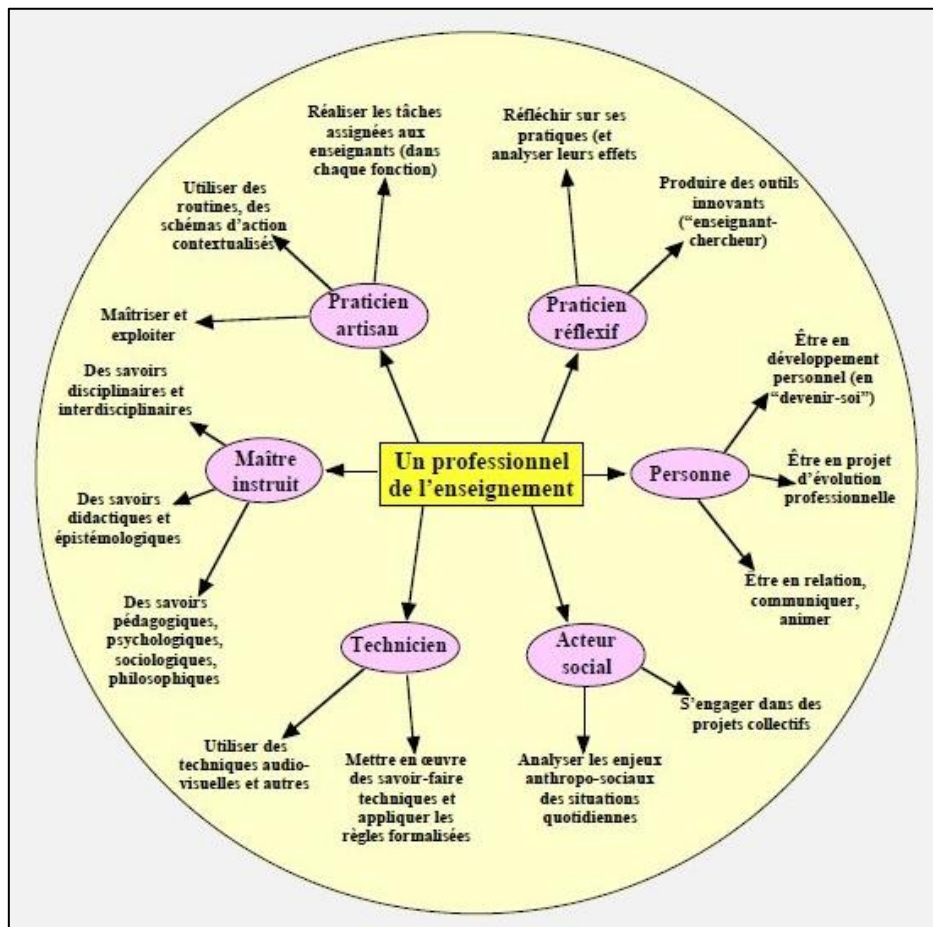 Réaliser les tâches
assignées aux
enseignants (dans
chaque fonction)
Réfléchir sur ses
pratiques (et
analyser leurs effets
Utiliser des
routines, des
schémas d'action
contextualisés
Produire des outils
innovants
("enseignant-
chercheur)
Praticien
artisan
Praticien
réflexif
Maîtriser et
exploiter
Être en
développement
personnel (en
"devenir-soi")
Des savoirs
disciplinaires et
interdisciplinaires
Maître
instruit
Un professionnel
de l'enseignement
Personne
Être en projet
d'évolution
professionnelle
Des savoirs
didactiques et
épistémologiques
Être en relation,
communiquer,
animer
Des savoirs
pédagogiques,
psychologiques,
sociologiques,
philosophiques
Technicien
Acteur
social
S'engager dans des
projets collectifs
Utiliser des
techniques audio-
visuelles et autres
Mettre en œuvre
des savoir-faire
techniques et
appliquer les
règles formalisées
Analyser les enjeux
anthropo-sociaux
des situations
quotidiennes